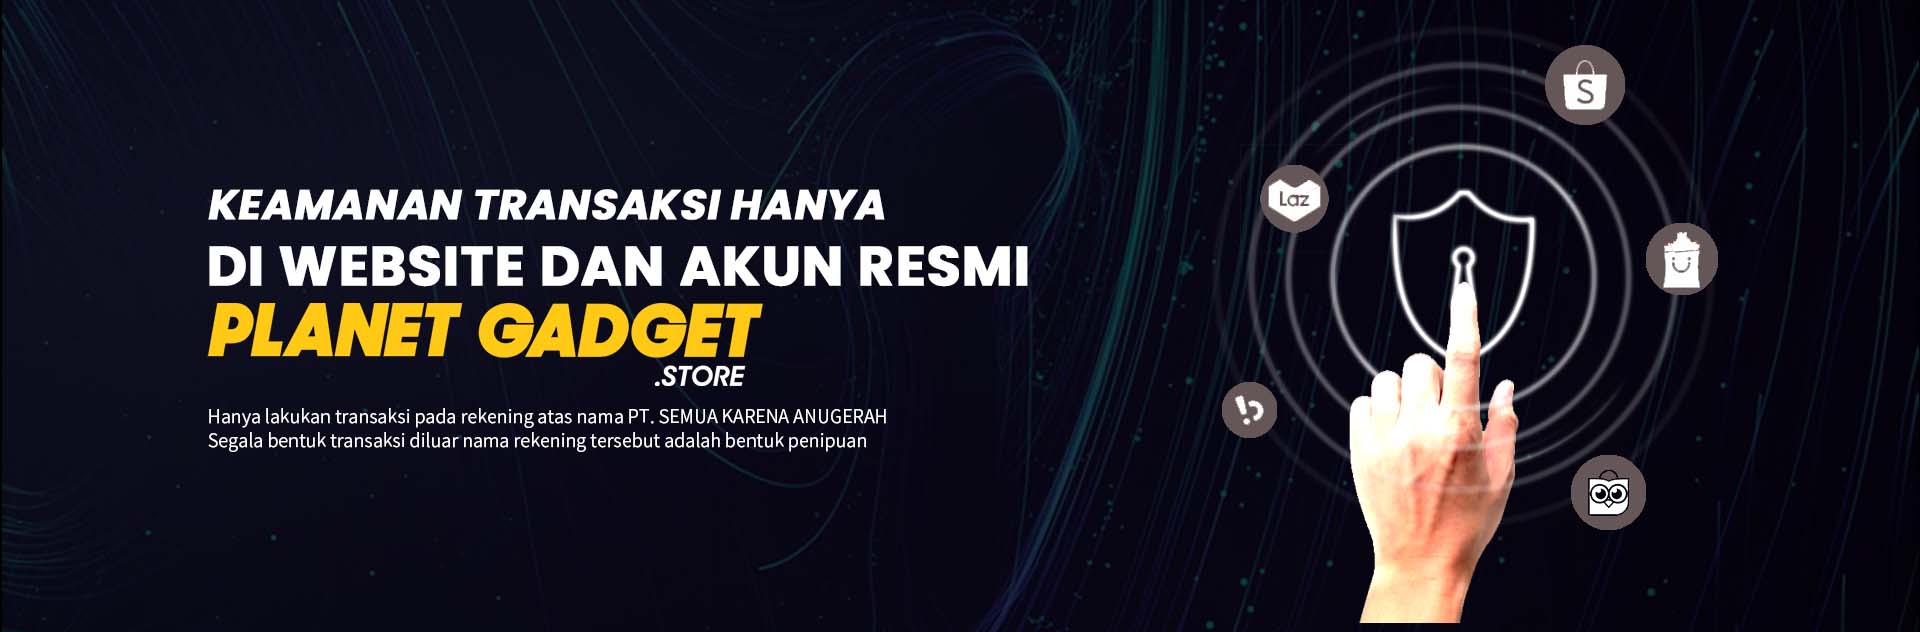 KEAMANAN TRANSAKSI HANYA
DI WEBSITE DAN AKUN RESMI
PLANET GADGET
.STORE
Hanya lakukan transaksi pada rekening atas nama PT. SEMUA KARENA ANUGERAH
Segala bentuk transaksi diluar nama rekening tersebut adalah bentuk penipuan
S
Laz